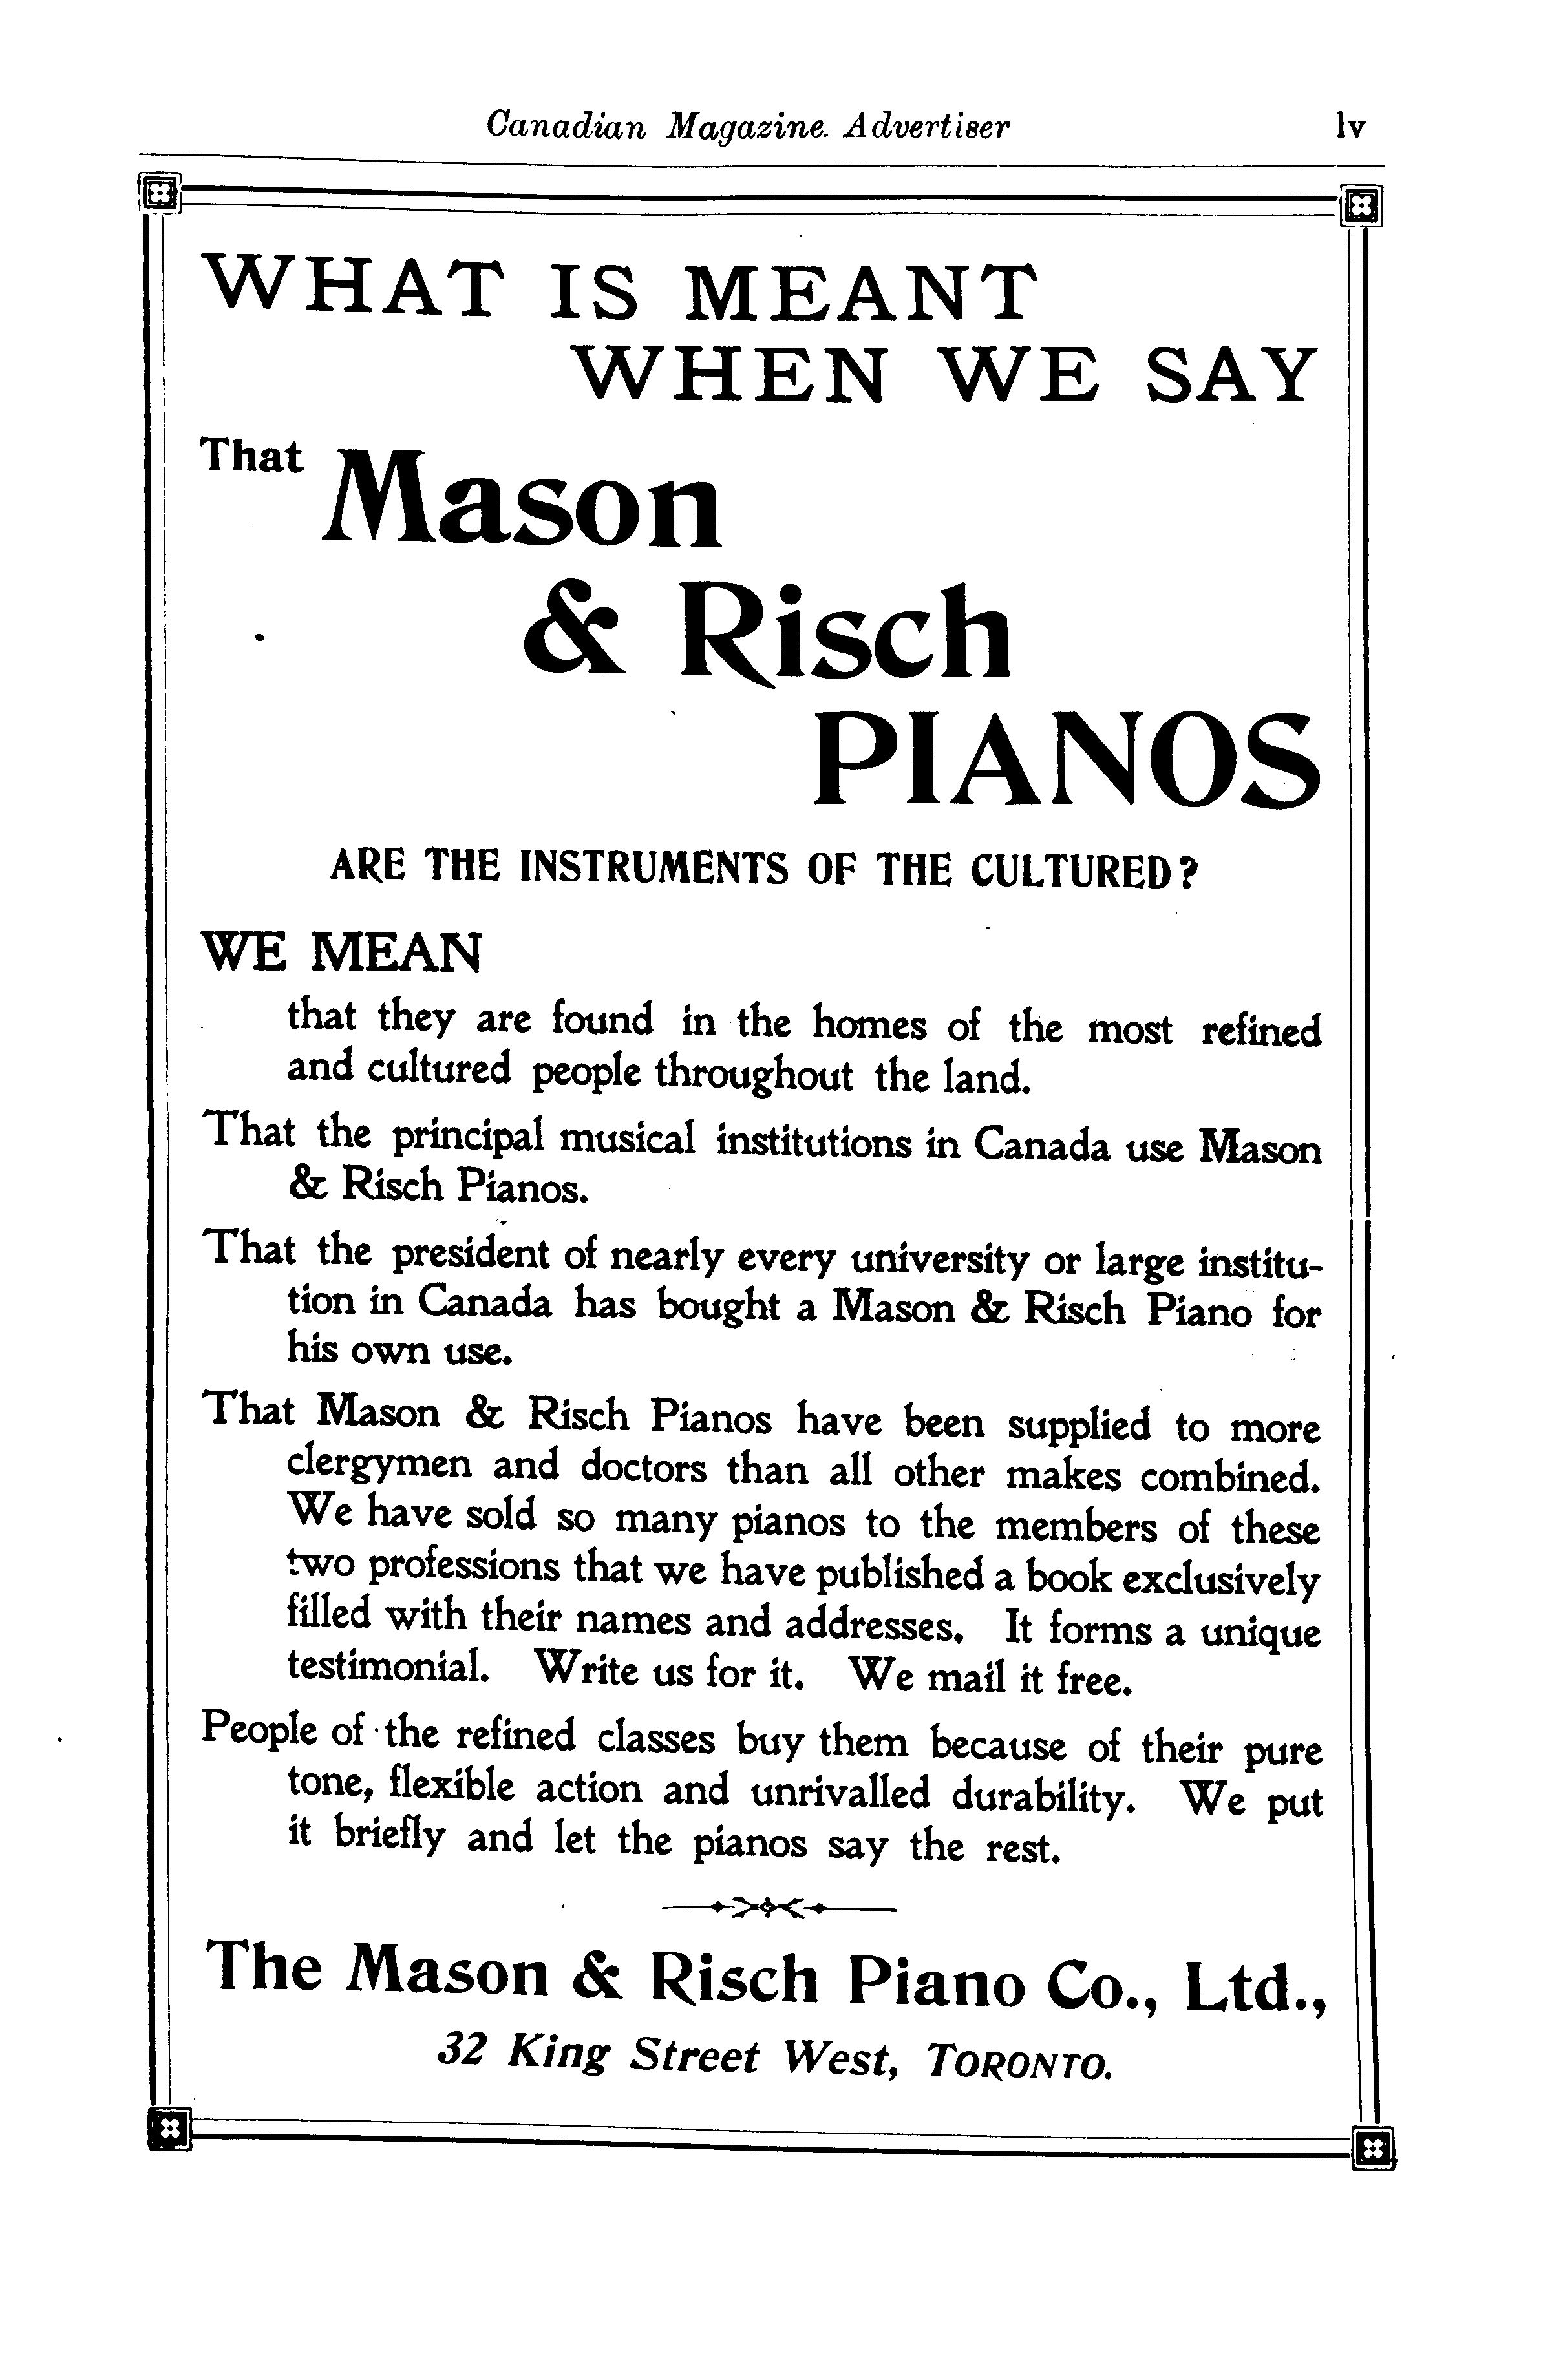 Canadian Magazine Advertiser lv
WHAT IS MEANT
WHEN WE SAY
That Mason
& Risch
PIANOS
ARE THE INSTRUMENTS OF THE CULTURED?
WE MEAN
that they are found in the homes of the most refined
and cultured people throughout the land.
That the principal musical institutions in Canada use Mason
& Risch Pianos.
That the president of nearly every university or large institu-
tion in Canada has bought a Mason & Risch Piano for
his own use.
That Mason & Risch Pianos have been supplied to more
clergymen and doctors than all other makes combined.
We have sold so many pianos to the members of these
two professions that we have published a book exclusively
filled with their names and addresses. It forms a unique
testimonial. Write us for it. We mail it free.
People of the refined classes buy them because of their pure
tone, flexible action and unrivalled durability. We put
it briefly and let the pianos say the rest.
The Mason & Risch Piano Co., Ltd.,
32 King Street West, TORONTO.